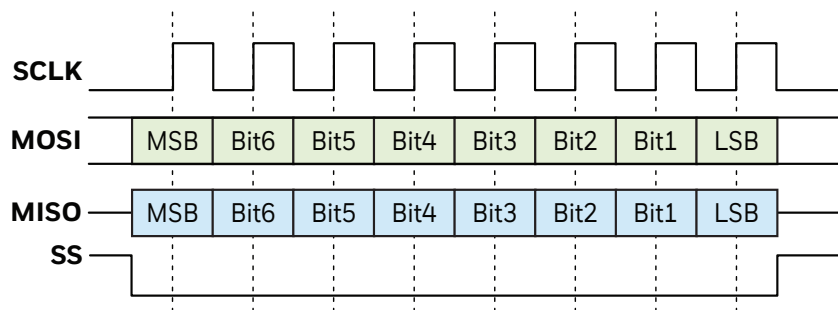 SCLK
MOSI MSB Bit6 Bit5 Bit4 Bit3 Bit2 Bit1 LSB
MISO MSB Bit6 Bit5 Bit4 Bit3 Bit2 Bit1 LSB
SS